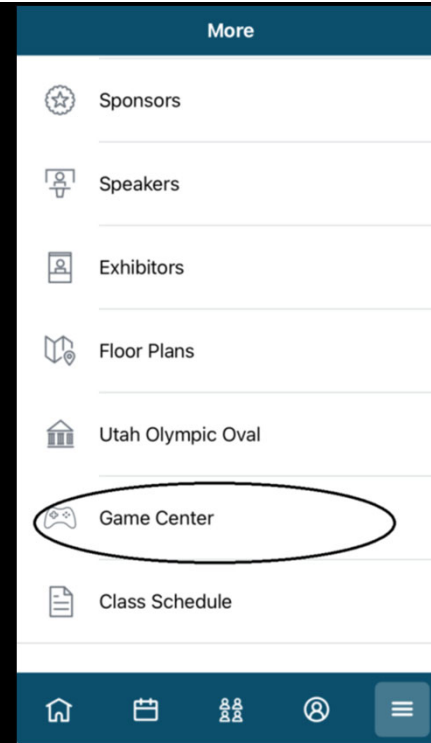 More
Sponsors
Speakers
Exhibitors
Floor Plans
Utah Olympic Oval
Game Center
Class Schedule